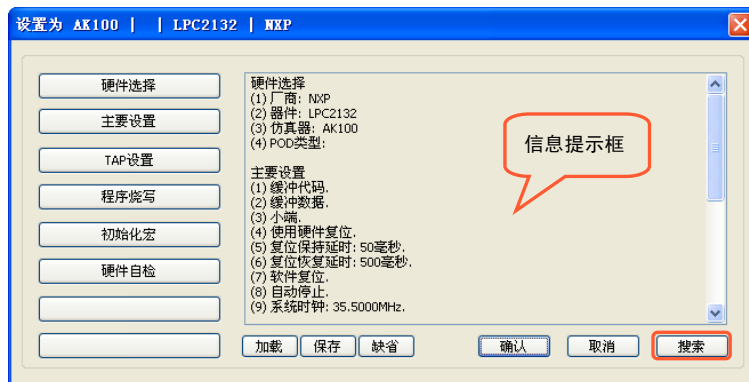 设置为 AK100 | | LPC2132 | NXP
硬件选择
主要设置
TAP设置
程序烧写
初始化宏
硬件自检
硬件选择
(1) 厂商: NXP
(2) 器件: LPC2132
(3) 仿真器: AK100
(4) POD类型:
主要设置
(1) 缓冲代码.
(2) 缓冲数据.
(3) 小端.
(4) 使用硬件复位.
(5) 复位保持延时: 50毫秒.
(6) 复位恢复延时: 500毫秒.
(7) 软件复位.
(8) 自动停止.
(9) 系统时钟: 35.5000MHz.
信息提示框
加载 保存 缺省 确认 取消 搜索